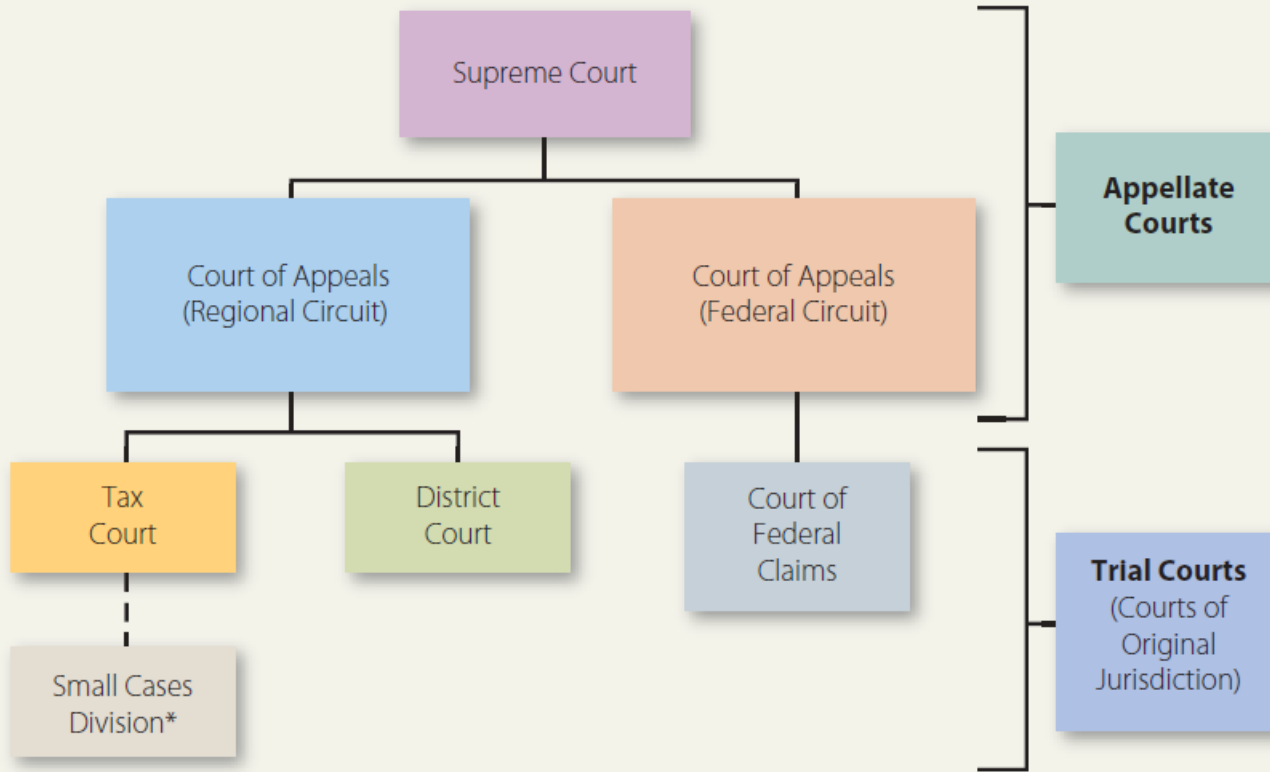 Supreme Court
Appellate
Courts
Court of Appeals
(Regional Circuit)
Court of Appeals
(Federal Circuit)
Tax
Court
District
Court
Court of
Federal
Claims
Trial Courts
(Courts of
Original
Jurisdiction)
Small Cases
Division*